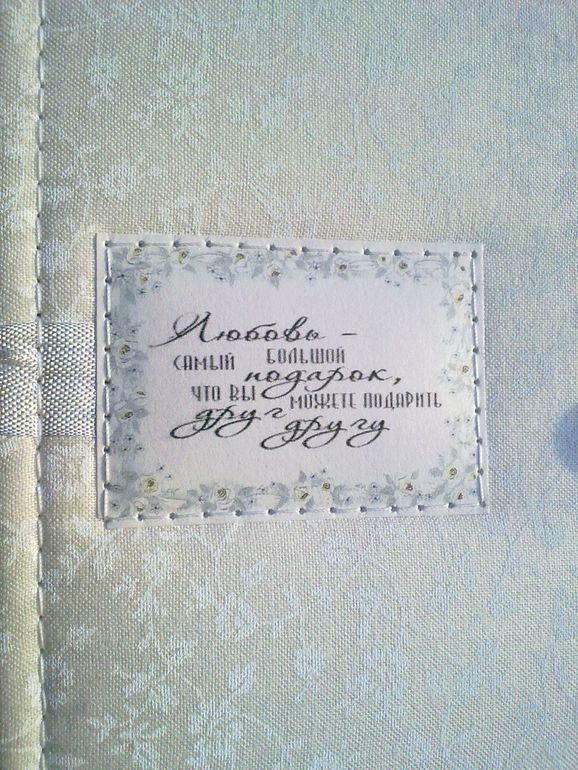 Любовь –
самый большой
подарок,
что вы можете подарить
друг другу